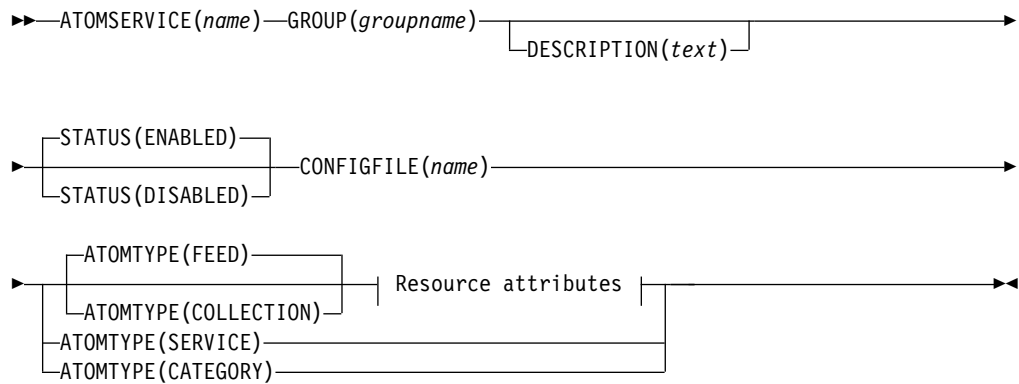 ATOMSERVICE(name) GROUP(groupname)
DESCRIPTION(text)
STATUS(ENABLED)
CONFIGFILE(name)
STATUS(DISABLED)
ATOMTYPE(FEED)
Resource attributes
ATOMTYPE(COLLECTION)
ATOMTYPE(SERVICE)
ATOMTYPE(CATEGORY)